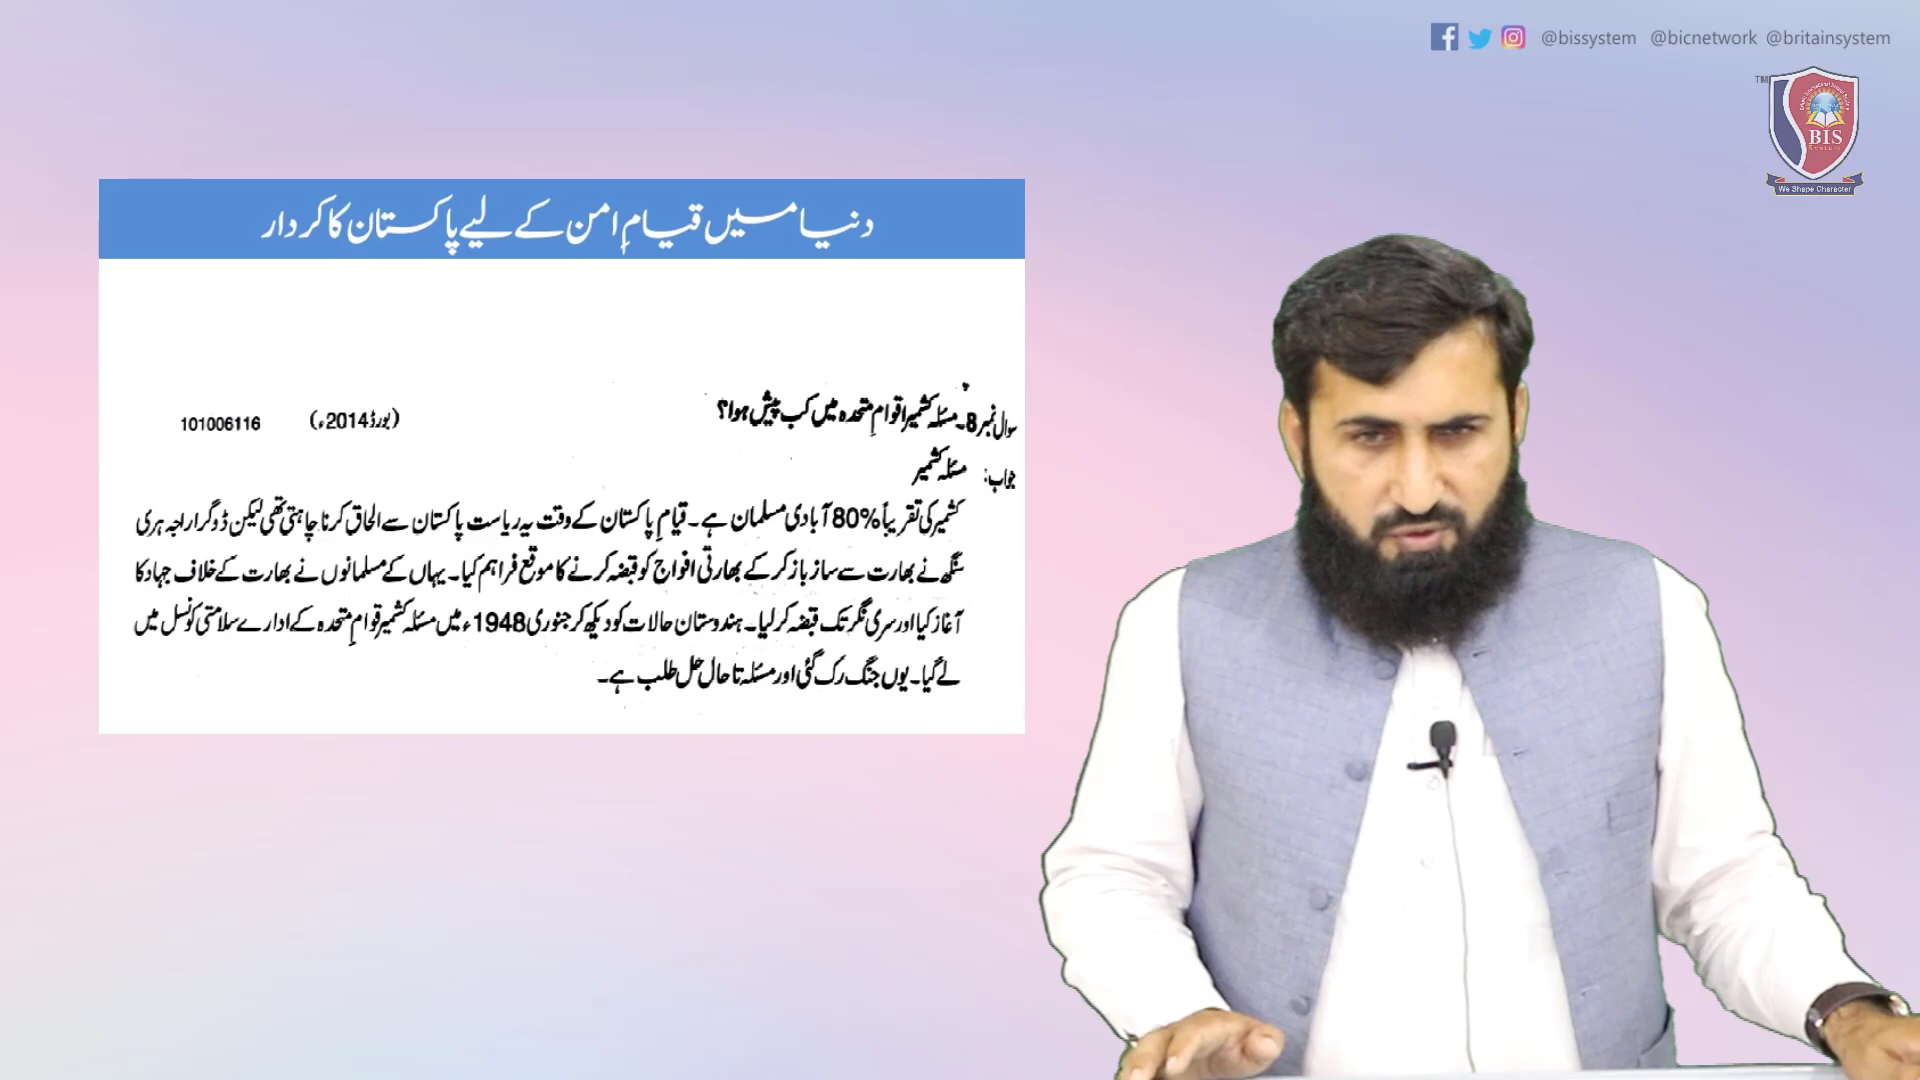 @bissystem @bicnetwork @britainsystem
TM
BIS
System
We Shape Character
دنیا میں قیامِ امن کے لیے پاکستان کا کردار
سوال نمبر 8۔ مسئلہ کشمیر اقوامِ متحدہ میں کب پیش ہوا؟ (بورڈ 2014ء) 101006116
جواب: مسئلہ کشمیر
کشمیر کی تقریباً 80% آبادی مسلمان ہے۔ قیامِ پاکستان کے وقت یہ ریاست پاکستان سے الحاق کرنا چاہتی تھی لیکن ڈوگرا راجہ ہری
سنگھ نے بھارت سے ساز باز کر کے بھارتی افواج کو قبضہ کرنے کا موقع فراہم کیا۔ یہاں کے مسلمانوں نے بھارت کے خلاف جہاد کا
آغاز کیا اور سری نگر تک قبضہ کر لیا۔ ہندوستان حالات کو دیکھ کر جنوری 1948ء میں مسئلہ کشمیر قوامِ متحدہ کے ادارے سلامتی کونسل میں
لے گیا۔ یوں جنگ رک گئی اور مسئلہ تا حال حل طلب ہے۔